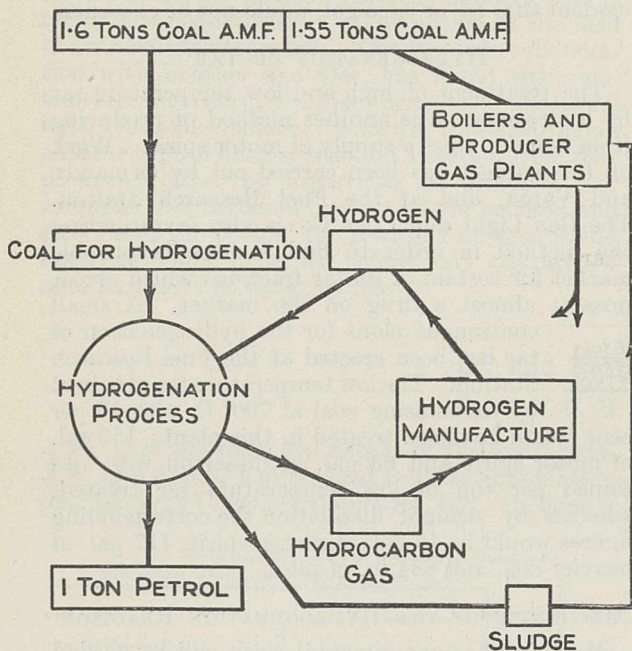 1·6 TONS COAL A.M.F.
1·55 TONS COAL A.M.F.
BOILERS AND
PRODUCER
GAS PLANTS
HYDROGEN
COAL FOR HYDROGENATION
HYDROGENATION
PROCESS
HYDROGEN
MANUFACTURE
HYDROCARBON
GAS
1 TON PETROL
SLUDGE